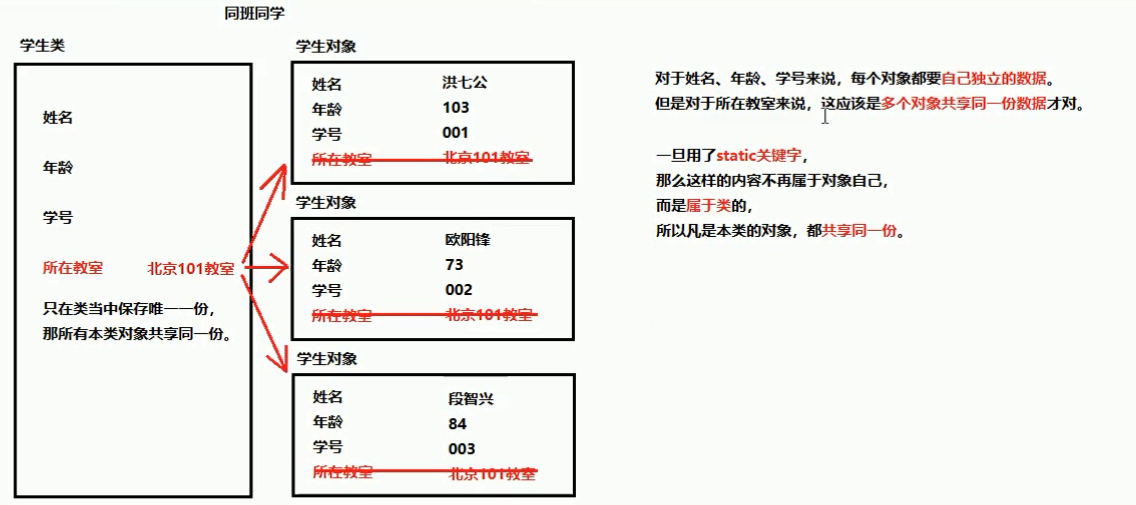 同班同学
学生类
姓名
年龄
学号
所在教室 北京101教室
只在类当中保存唯一一份，
那所有本类对象共享同一份。
学生对象
姓名 洪七公
年龄 103
学号 001
所在教室 北京101教室
学生对象
姓名 欧阳锋
年龄 73
学号 002
所在教室 北京101教室
学生对象
姓名 段智兴
年龄 84
学号 003
所在教室 北京101教室
对于姓名、年龄、学号来说，每个对象都要自己独立的数据。
但是对于所在教室来说，这应该是多个对象共享同一份数据才对。
一旦用了static关键字，
那么这样的内容不再属于对象自己，
而是属于类的，
所以凡是本类的对象，都共享同一份。